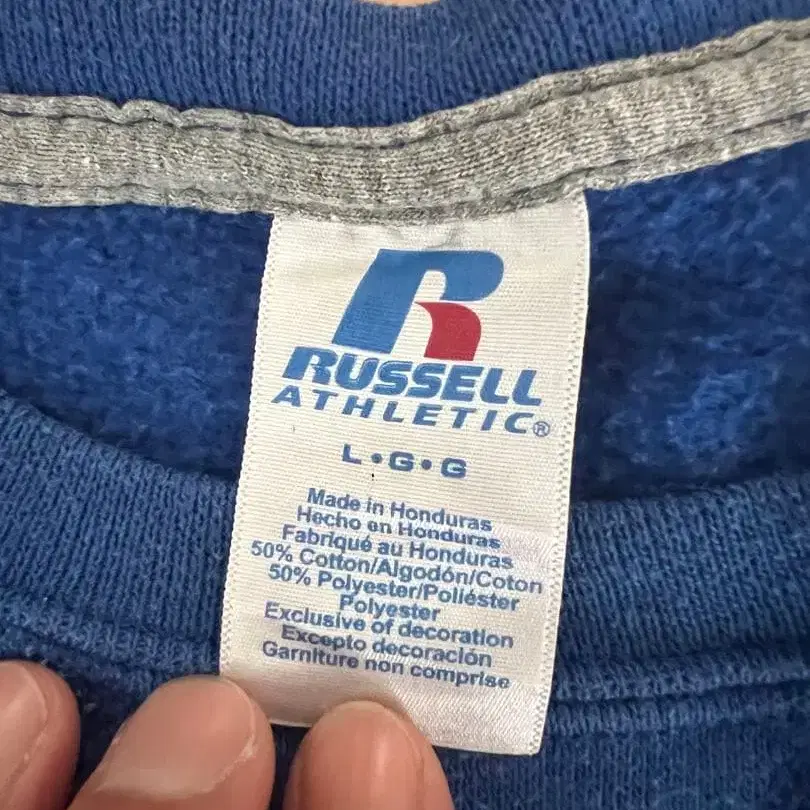 R
RUSSELL
ATHLETIC®
L•G•G
Made in Honduras
Hecho en Honduras
Fabriqué au Honduras
50% Cotton/Algodón/Coton
50% Polyester/Poliéster
Polyester
Exclusive of decoration
Excepto decoración
Garniture non comprise